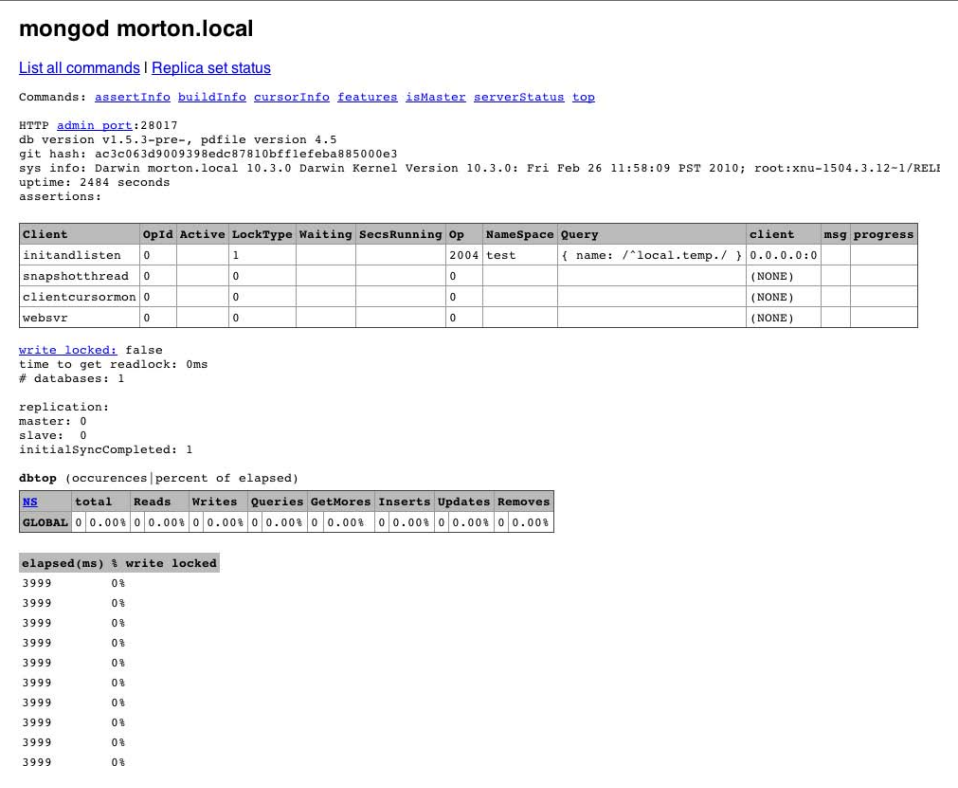 mongod morton.local
List all commands | Replica set status
Commands: assertInfo buildInfo cursorInfo features isMaster serverStatus top
HTTP admin port:28017
db version v1.5.3-pre-, pdfile version 4.5
git hash: ac3c063d9009398edc87810bff1efeba885000e3
sys info: Darwin morton.local 10.3.0 Darwin Kernel Version 10.3.0: Fri Feb 26 11:58:09 PST 2010; root:xnu-1504.3.12~1/RELE
uptime: 2484 seconds
assertions:
Client OpId Active LockType Waiting SecsRunning Op NameSpace Query client msg progress
initandlisten 0 1 2004 test { name: /^local.temp./ } 0.0.0.0:0
snapshotthread 0 0 0 (NONE)
clientcursormon 0 0 0 (NONE)
websvr 0 0 0 (NONE)
write locked: false
time to get readlock: 0ms
# databases: 1
replication:
master: 0
slave: 0
initialSyncCompleted: 1
dbtop (occurences|percent of elapsed)
NS total Reads Writes Queries GetMores Inserts Updates Removes
GLOBAL 0 0.00% 0 0.00% 0 0.00% 0 0.00% 0 0.00% 0 0.00% 0 0.00% 0 0.00%
elapsed(ms) % write locked
3999 0%
3999 0%
3999 0%
3999 0%
3999 0%
3999 0%
3999 0%
3999 0%
3999 0%
3999 0%